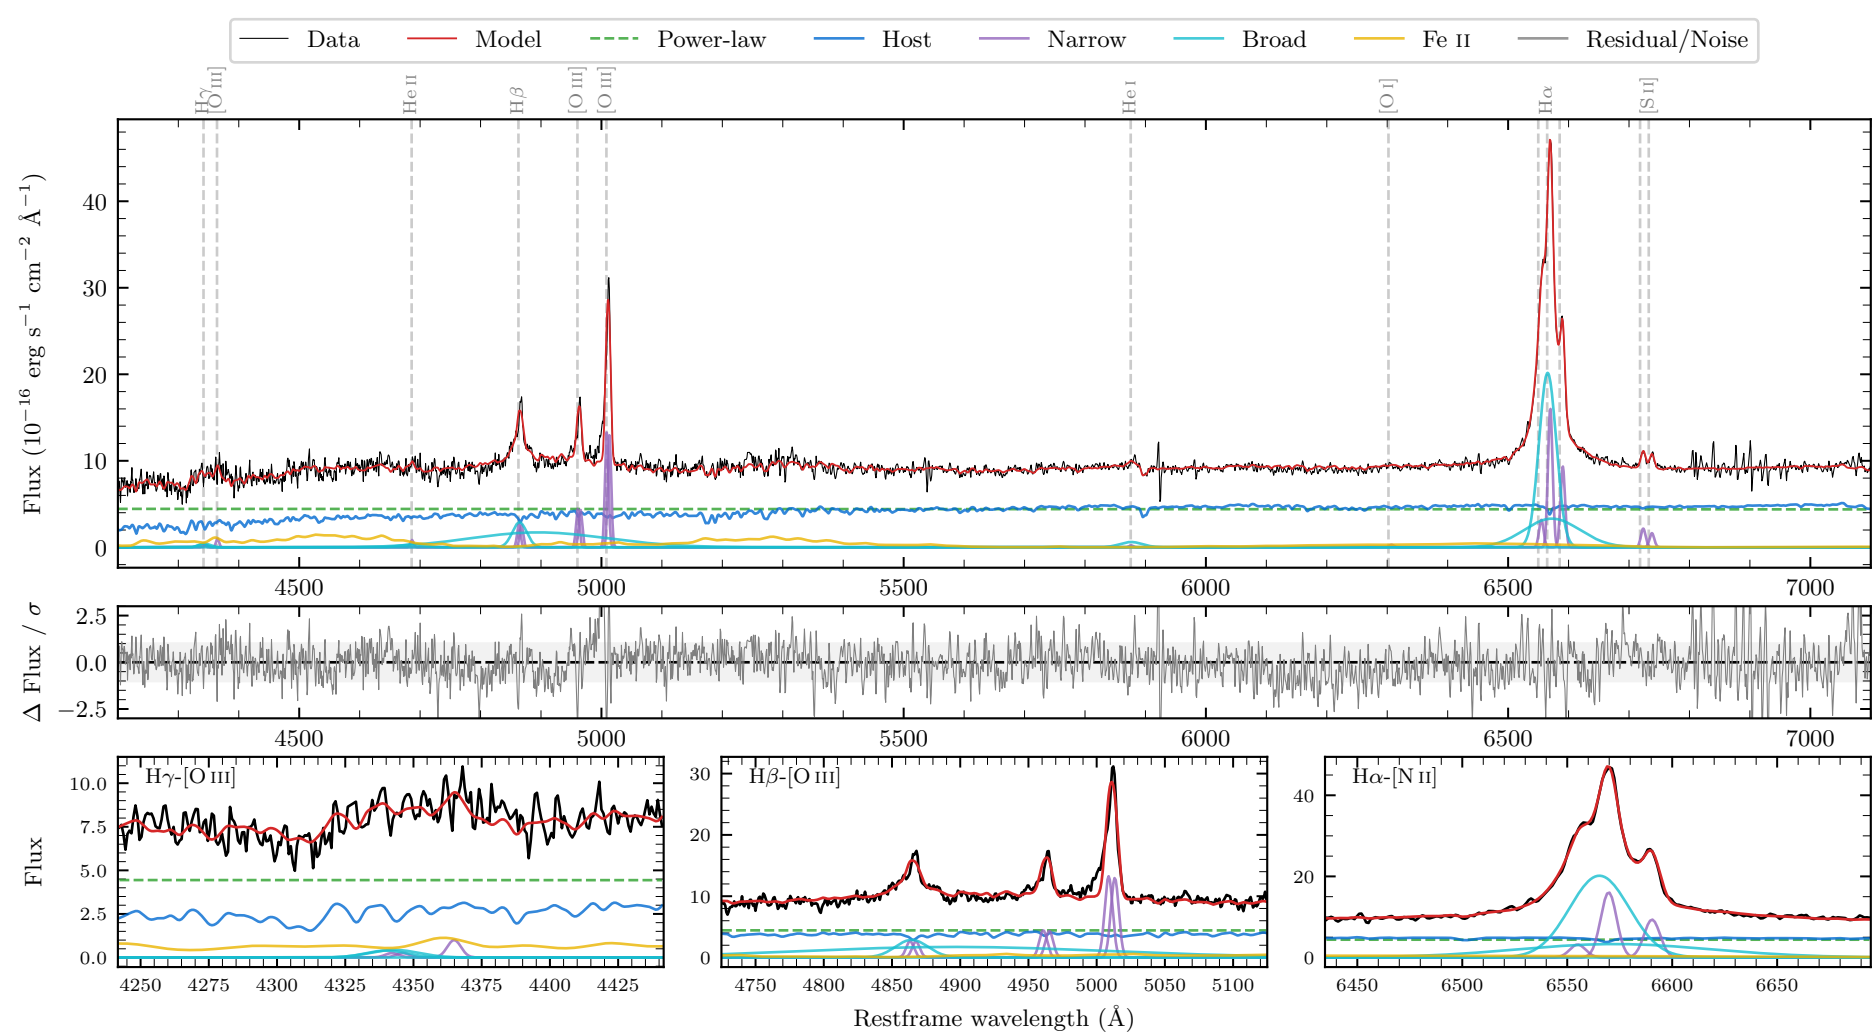 Data Model Power-law Host Narrow Broad Fe II Residual/Noise
Hγ [O III] He II Hβ [O III] [O III] He I [O I] Hα [S II]
Flux (10⁻¹⁶ erg s⁻¹ cm⁻² Å⁻¹)
40
30
20
10
0
4500 5000 5500 6000 6500 7000
Δ Flux / σ
2.5
0.0
−2.5
4500 5000 5500 6000 6500 7000
Flux
Hγ-[O III]
10.0
7.5
5.0
2.5
0.0
4250 4275 4300 4325 4350 4375 4400 4425
Hβ-[O III]
30
20
10
0
4750 4800 4850 4900 4950 5000 5050 5100
Hα-[N II]
40
20
0
6450 6500 6550 6600 6650
Restframe wavelength (Å)